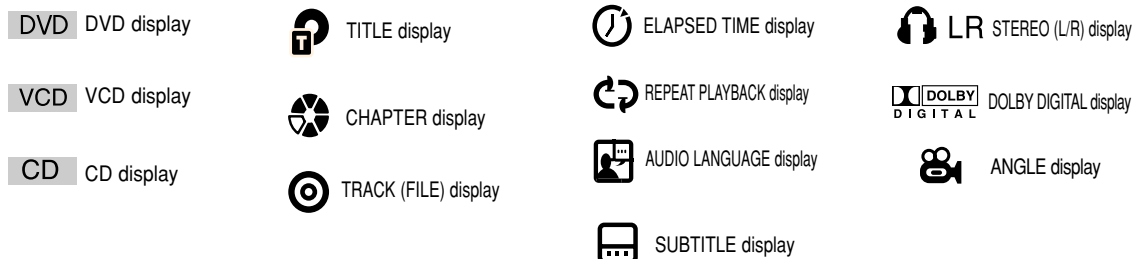 DVD DVD display
VCD VCD display
CD CD display
T TITLE display
CHAPTER display
TRACK (FILE) display
ELAPSED TIME display
REPEAT PLAYBACK display
AUDIO LANGUAGE display
SUBTITLE display
LR STEREO (L/R) display
DOLBY DOLBY DIGITAL display
DIGITAL
ANGLE display